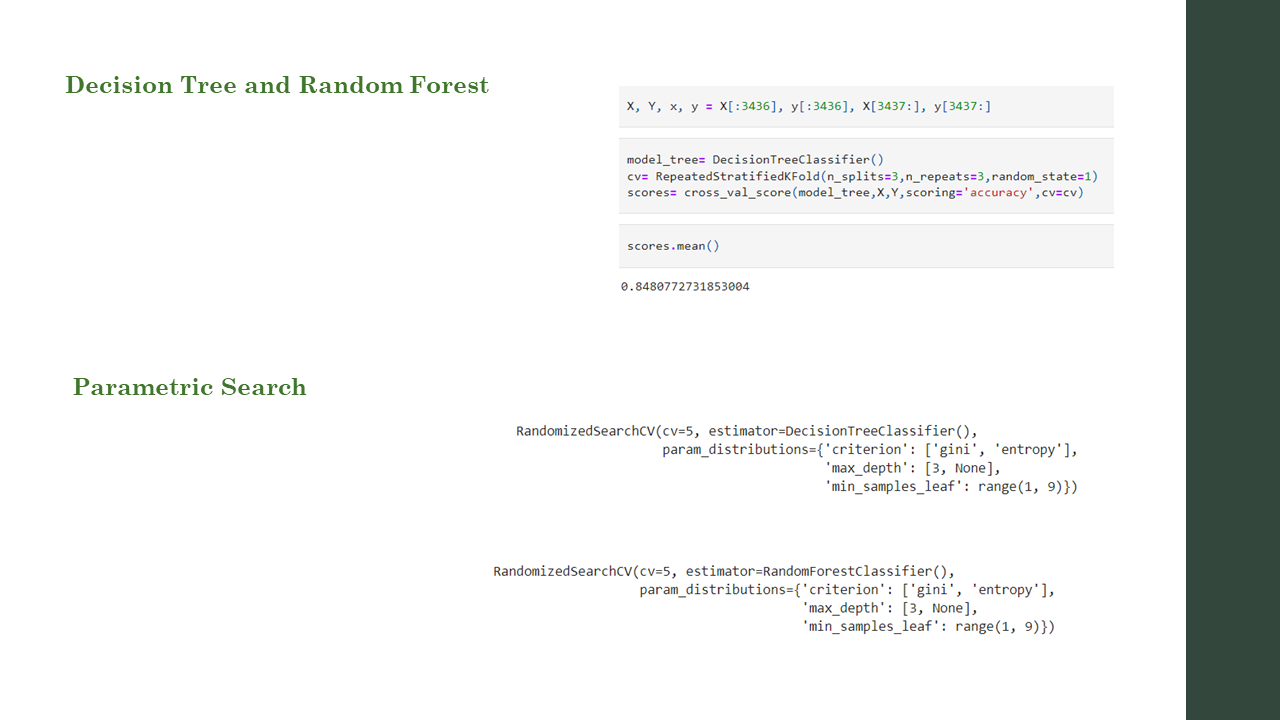 Decision Tree and Random Forest
X, Y, x, y = X[:3436], y[:3436], X[3437:], y[3437:]
model_tree= DecisionTreeClassifier()
cv= RepeatedStratifiedKFold(n_splits=3,n_repeats=3,random_state=1)
scores= cross_val_score(model_tree,X,Y,scoring='accuracy',cv=cv)
scores.mean()
0.8480772731853004
Parametric Search
RandomizedSearchCV(cv=5, estimator=DecisionTreeClassifier(),
param_distributions={'criterion': ['gini', 'entropy'],
'max_depth': [3, None],
'min_samples_leaf': range(1, 9)})
RandomizedSearchCV(cv=5, estimator=RandomForestClassifier(),
param_distributions={'criterion': ['gini', 'entropy'],
'max_depth': [3, None],
'min_samples_leaf': range(1, 9)})